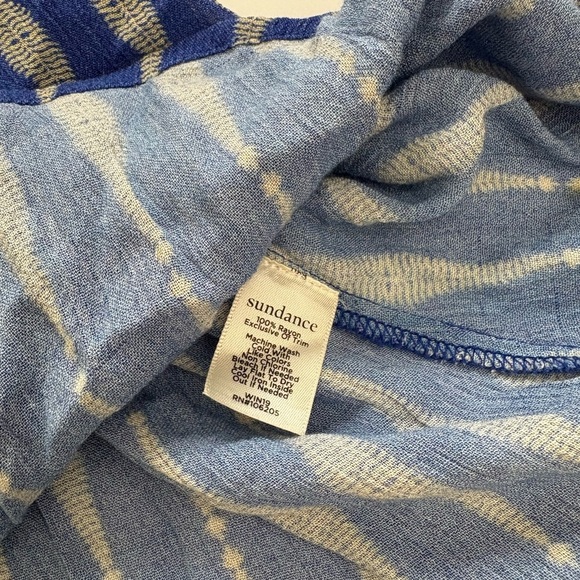 sundance
100% Rayon
Exclusive Of Trim
Machine Wash
Cold With
Like Colors
Non Chlorine
Bleach If Needed
Lay Flat To Dry
Cool Iron Inside
Out If Needed
WIN19
RN#106205